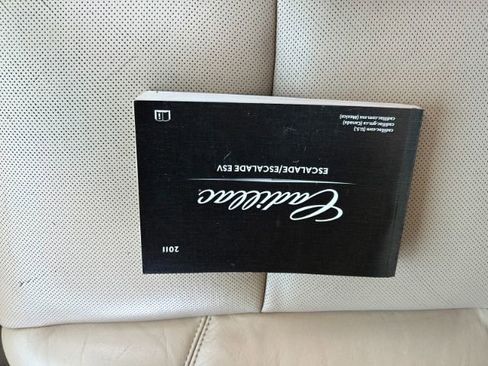 2011
Cadillac
ESCALADE/ESCALADE ESV
cadillac.com (U.S.)
cadillac.gm.ca (Canada)
cadillac.com.mx (Mexico)